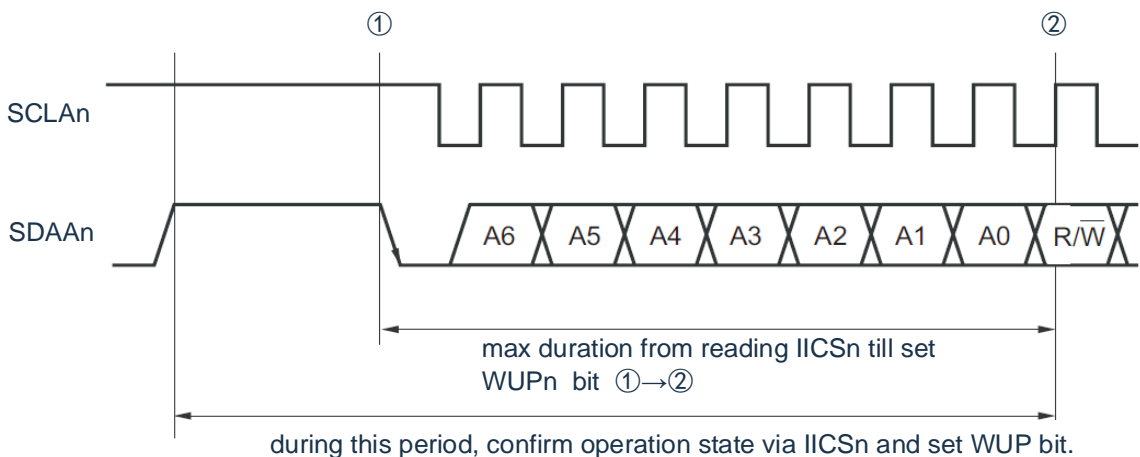 ① ②
SCLAn
SDAAn
A6 A5 A4 A3 A2 A1 A0 R/W̅
max duration from reading IICSn till set
WUPn bit ①→②
during this period, confirm operation state via IICSn and set WUP bit.